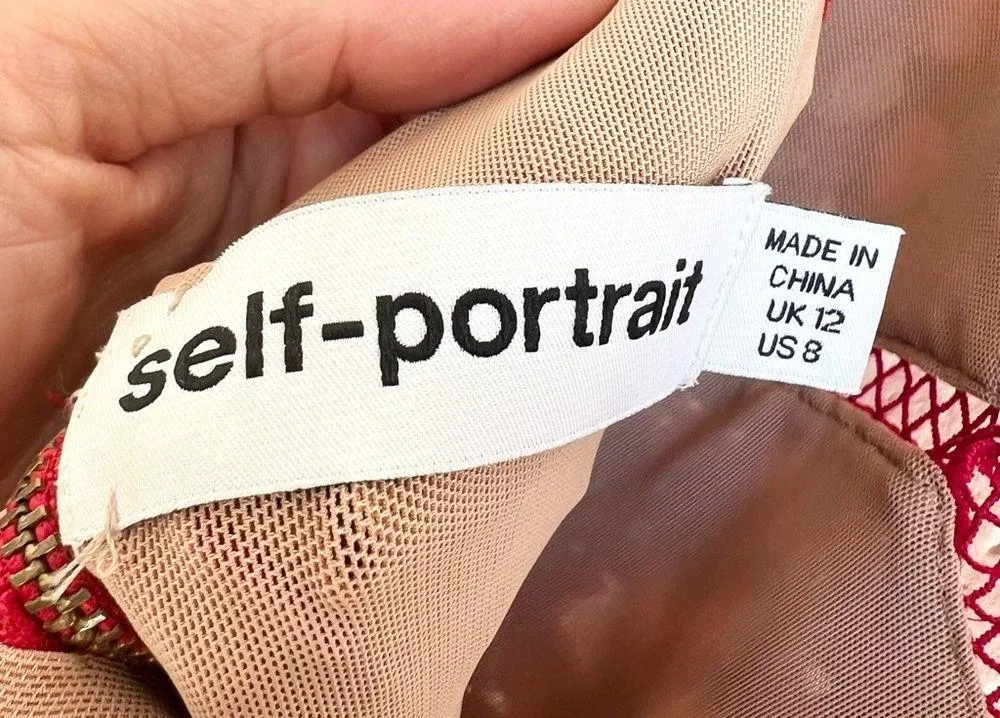 self-portrait
MADE IN
CHINA
UK 12
US 8